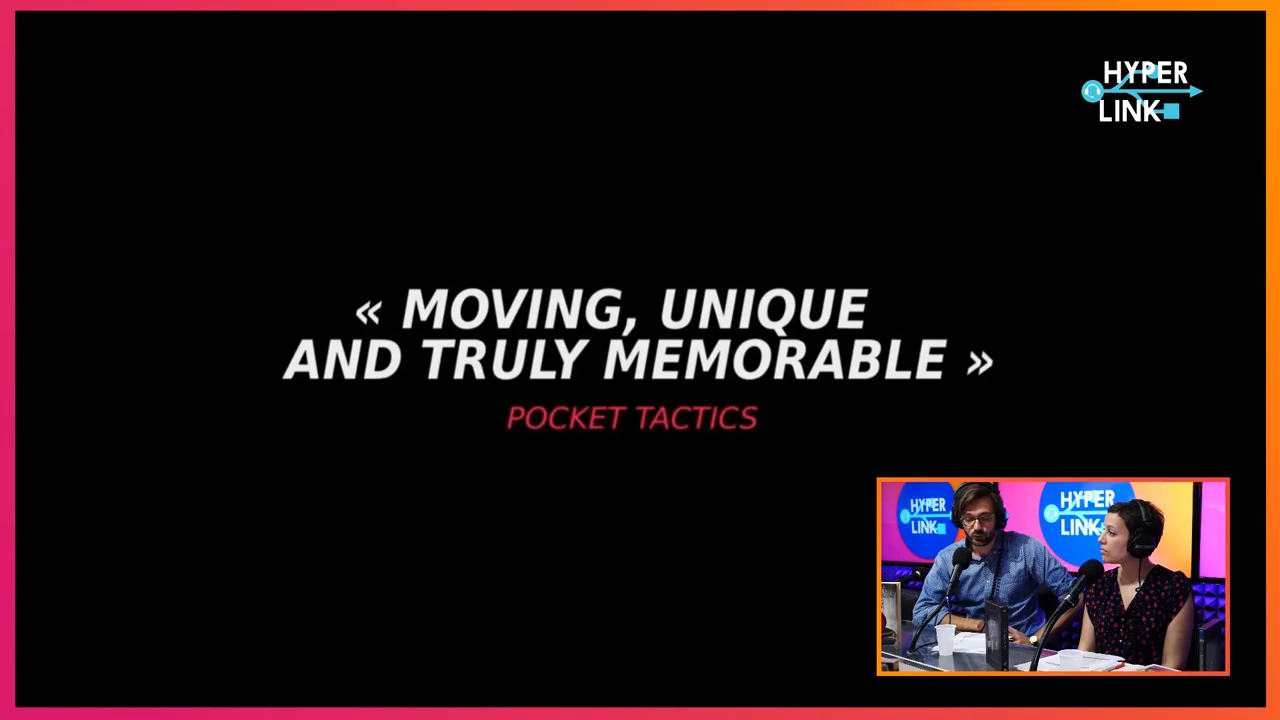 HYPER
LINK
« MOVING, UNIQUE
AND TRULY MEMORABLE »
POCKET TACTICS
HYPER
LINK
HYPER
LINK